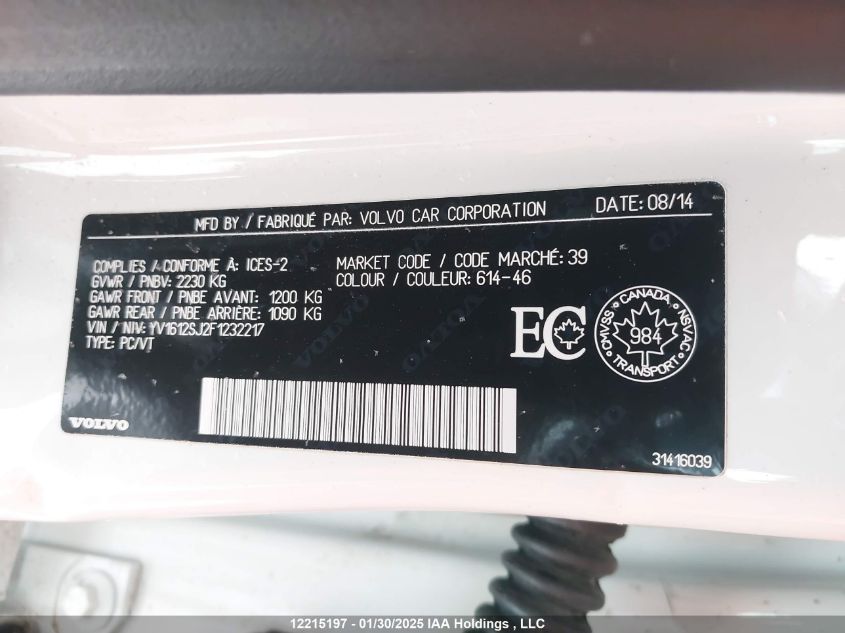 MFD BY / FABRIQUÉ PAR: VOLVO CAR CORPORATION DATE: 08/14
COMPLIES / CONFORME À: ICES-2
GVWR / PNBV: 2230 KG
GAWR FRONT / PNBE AVANT: 1200 KG
GAWR REAR / PNBE ARRIÈRE: 1090 KG
VIN / NIV: YV1612SJ2F1232217
TYPE: PC/VT
MARKET CODE / CODE MARCHÉ: 39
COLOUR / COULEUR: 614-46
EC
CANADA
CMVSS
984
NSVAC
TRANSPORT
VOLVO
31416039
12215197 - 01/30/2025 IAA Holdings , LLC